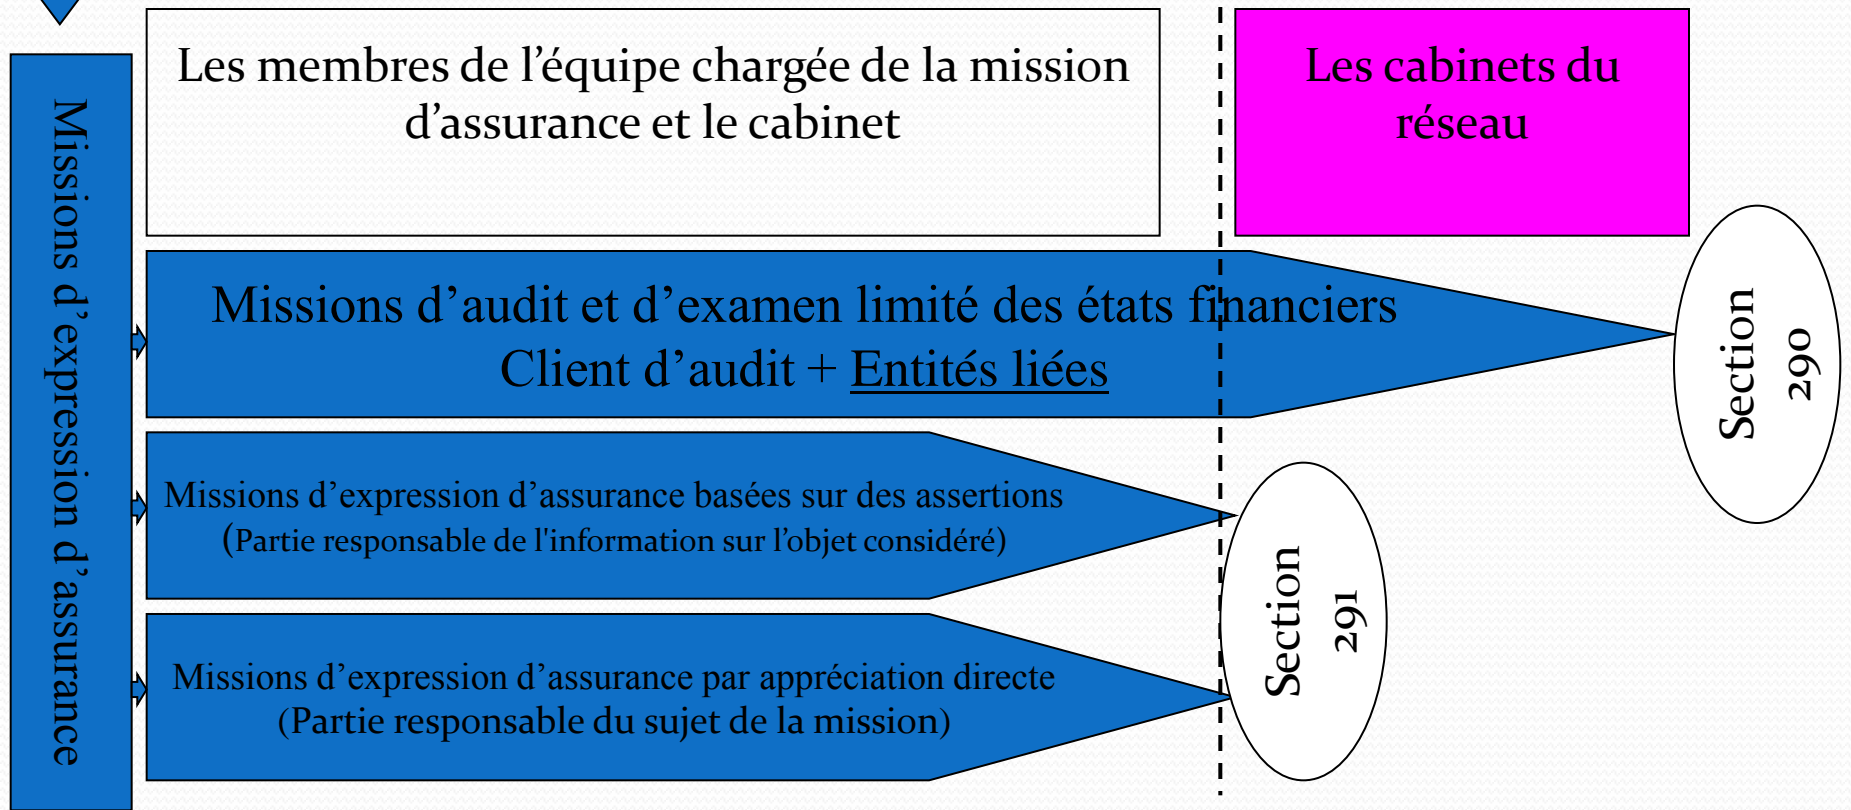 Les membres de l’équipe chargée de la mission
d’assurance et le cabinet
Les cabinets du
réseau
Missions d’expression d’assurance
Missions d’audit et d’examen limité des états financiers
Client d’audit + Entités liées
Section
290
Missions d’expression d’assurance basées sur des assertions
(Partie responsable de l'information sur l’objet considéré)
Section
291
Missions d’expression d’assurance par appréciation directe
(Partie responsable du sujet de la mission)